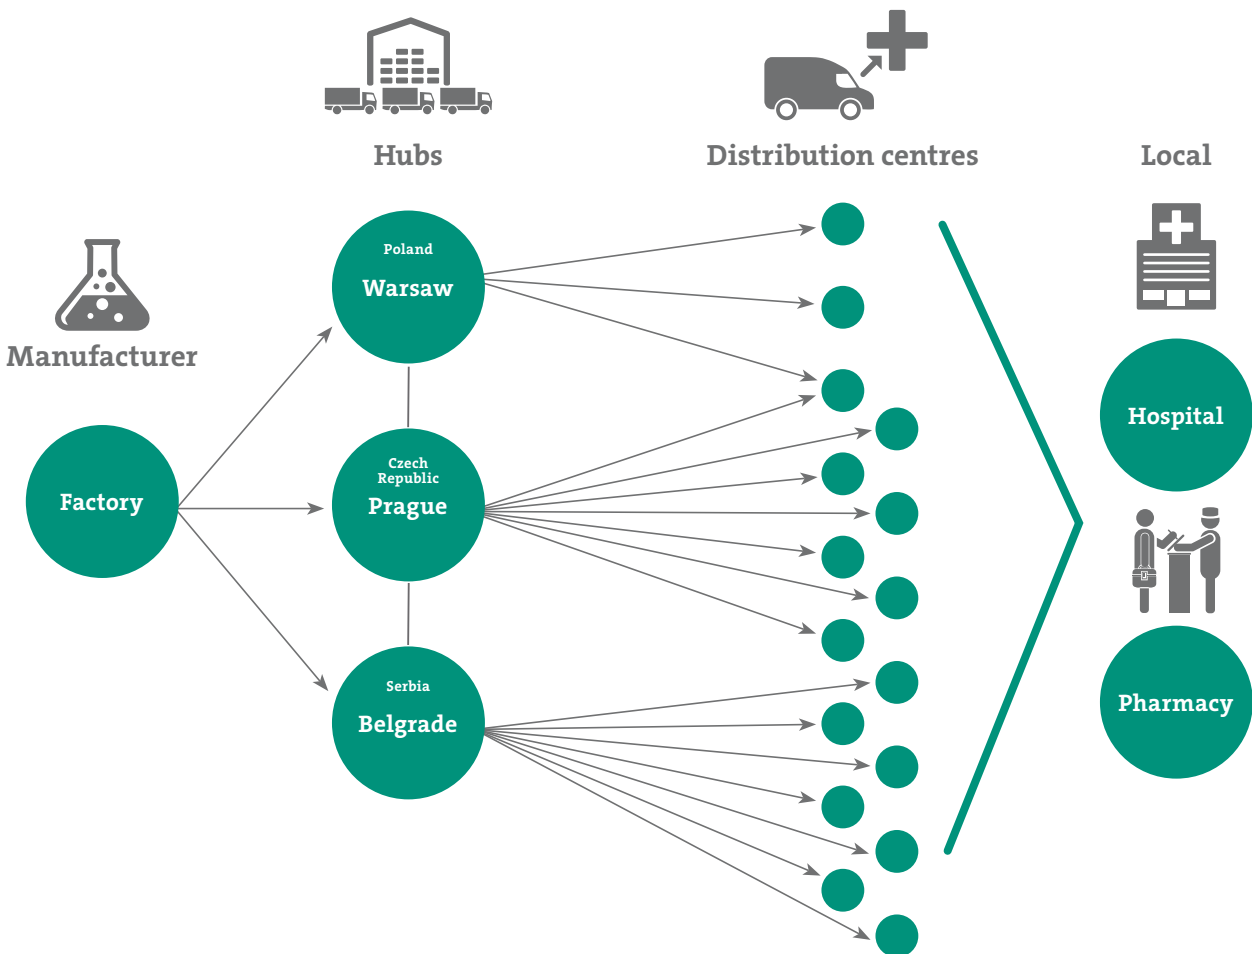 Hubs
Distribution centres
Local
Manufacturer
Factory
Poland
Warsaw
Czech
Republic
Prague
Serbia
Belgrade
Hospital
Pharmacy